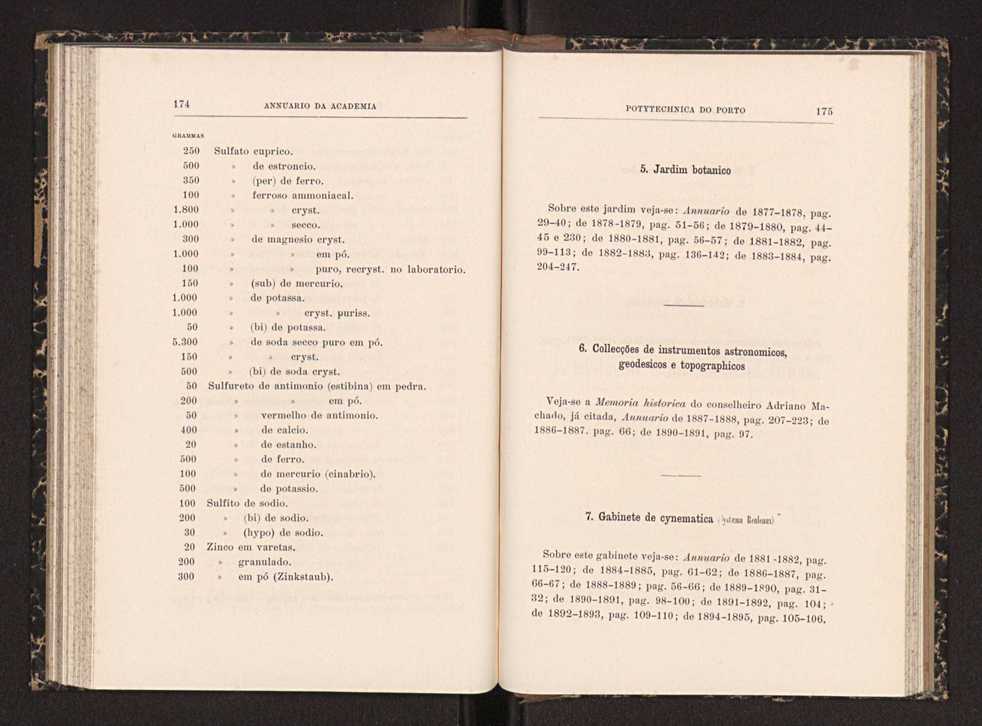 174 ANNUARIO DA ACADEMIA
GRAMMAS
250 Sulfato cuprico.
500 » de estroncio.
350 » (per) de ferro.
100 » ferroso ammoniacal.
1.800 » » cryst.
1.000 » » secco.
300 » de magnesio cryst.
1.000 » » em pó.
100 » » puro, recryst. no laboratorio.
150 » (sub) de mercurio.
1.000 » de potassa.
1.000 » » cryst. puriss.
50 » (bi) de potassa.
5.300 » de soda secco puro em pó.
150 » » cryst.
500 » (bi) de soda cryst.
50 Sulfureto de antimonio (estibina) em pedra.
200 » » em pó.
50 » vermelho de antimonio.
400 » de calcio.
20 » de estanho.
500 » de ferro.
100 » de mercurio (cinabrio).
500 » de potassio.
100 Sulfito de sodio.
200 » (bi) de sodio.
30 » (hypo) de sodio.
20 Zinco em varetas.
200 » granulado.
300 » em pó (Zinkstaub).
POTYTECHNICA DO PORTO 175
5. Jardim botanico
Sobre este jardim veja-se: Annuario de 1877-1878, pag.
29-40; de 1878-1879, pag. 51-56; de 1879-1880, pag. 44-
45 e 230; de 1880-1881, pag. 56-57; de 1881-1882, pag.
99-113; de 1882-1883, pag. 136-142; de 1883-1884, pag.
204-247.
6. Collecções de instrumentos astronomicos,
geodesicos e topographicos
Veja-se a Memoria historica do conselheiro Adriano Ma-
chado, já citada, Annuario de 1887-1888, pag. 207-223; de
1886-1887. pag. 66; de 1890-1891, pag. 97.
7. Gabinete de cynematica (Systema Reuleaux)
Sobre este gabinete veja-se: Annuario de 1881-1882, pag.
115-120; de 1884-1885, pag. 61-62; de 1886-1887, pag.
66-67; de 1888-1889; pag. 56-66; de 1889-1890, pag. 31-
32; de 1890-1891, pag. 98-100; de 1891-1892, pag. 104;
de 1892-1893, pag. 109-110; de 1894-1895, pag. 105-106.